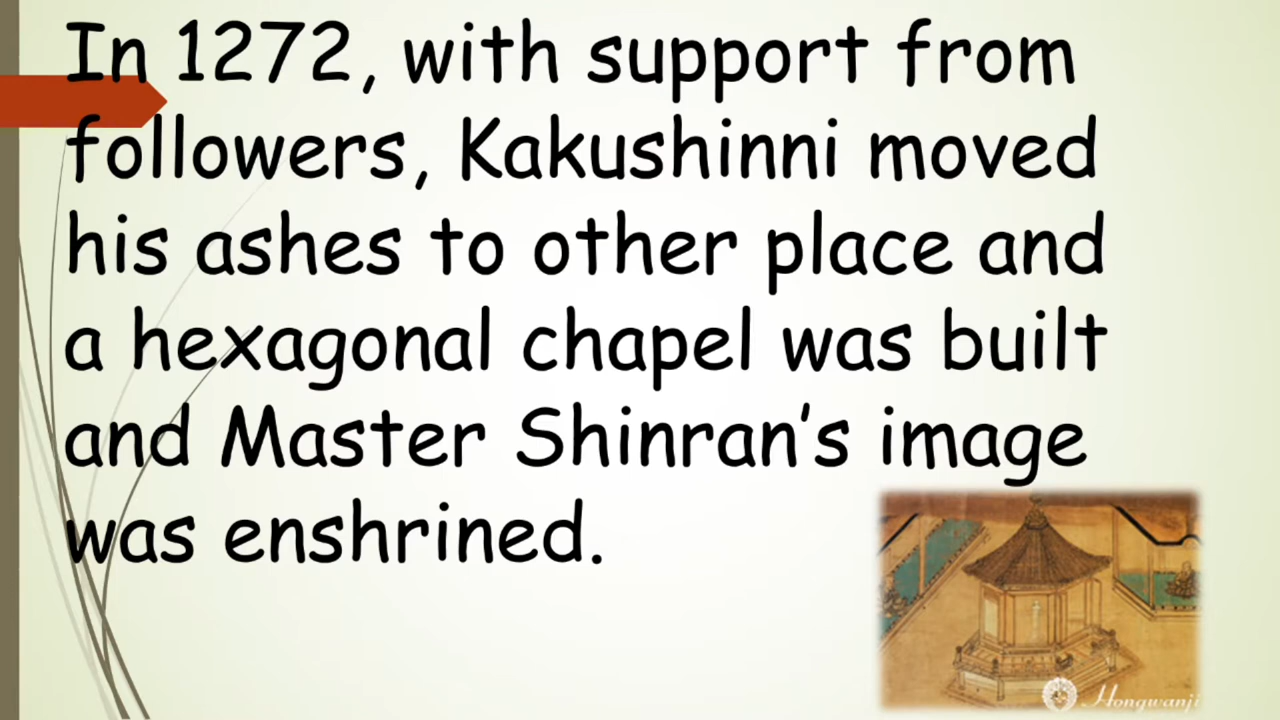 In 1272, with support from
followers, Kakushinni moved
his ashes to other place and
a hexagonal chapel was built
and Master Shinran’s image
was enshrined.
Hongwanji